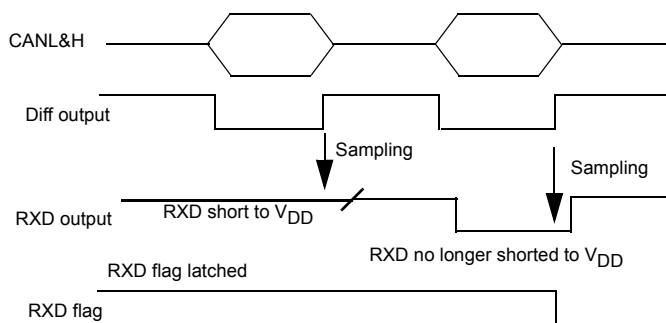 CANL&H
Diff output
Sampling
Sampling
RXD output
RXD short to VDD
RXD no longer shorted to VDD
RXD flag latched
RXD flag